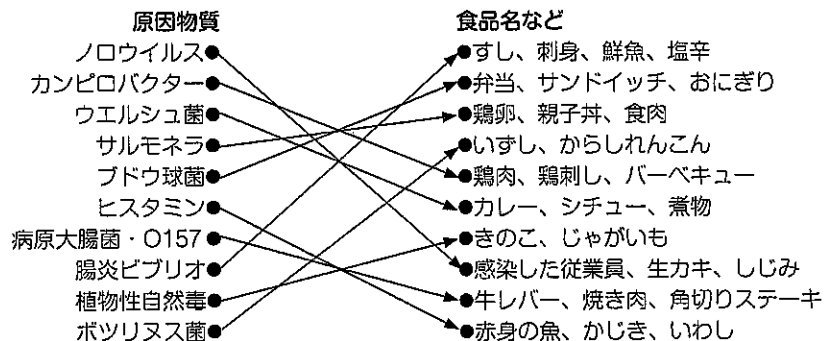 原因物質 食品名など
ノロウイルス● ●すし、刺身、鮮魚、塩辛
カンピロバクター● ●弁当、サンドイッチ、おにぎり
ウエルシュ菌● ●鶏卵、親子丼、食肉
サルモネラ● ●いずし、からしれんこん
ブドウ球菌● ●鶏肉、鶏刺し、バーベキュー
ヒスタミン● ●カレー、シチュー、煮物
病原大腸菌・O157● ●きのこ、じゃがいも
腸炎ビブリオ● ●感染した従業員、生カキ、しじみ
植物性自然毒● ●牛レバー、焼き肉、角切りステーキ
ボツリヌス菌● ●赤身の魚、かじき、いわし